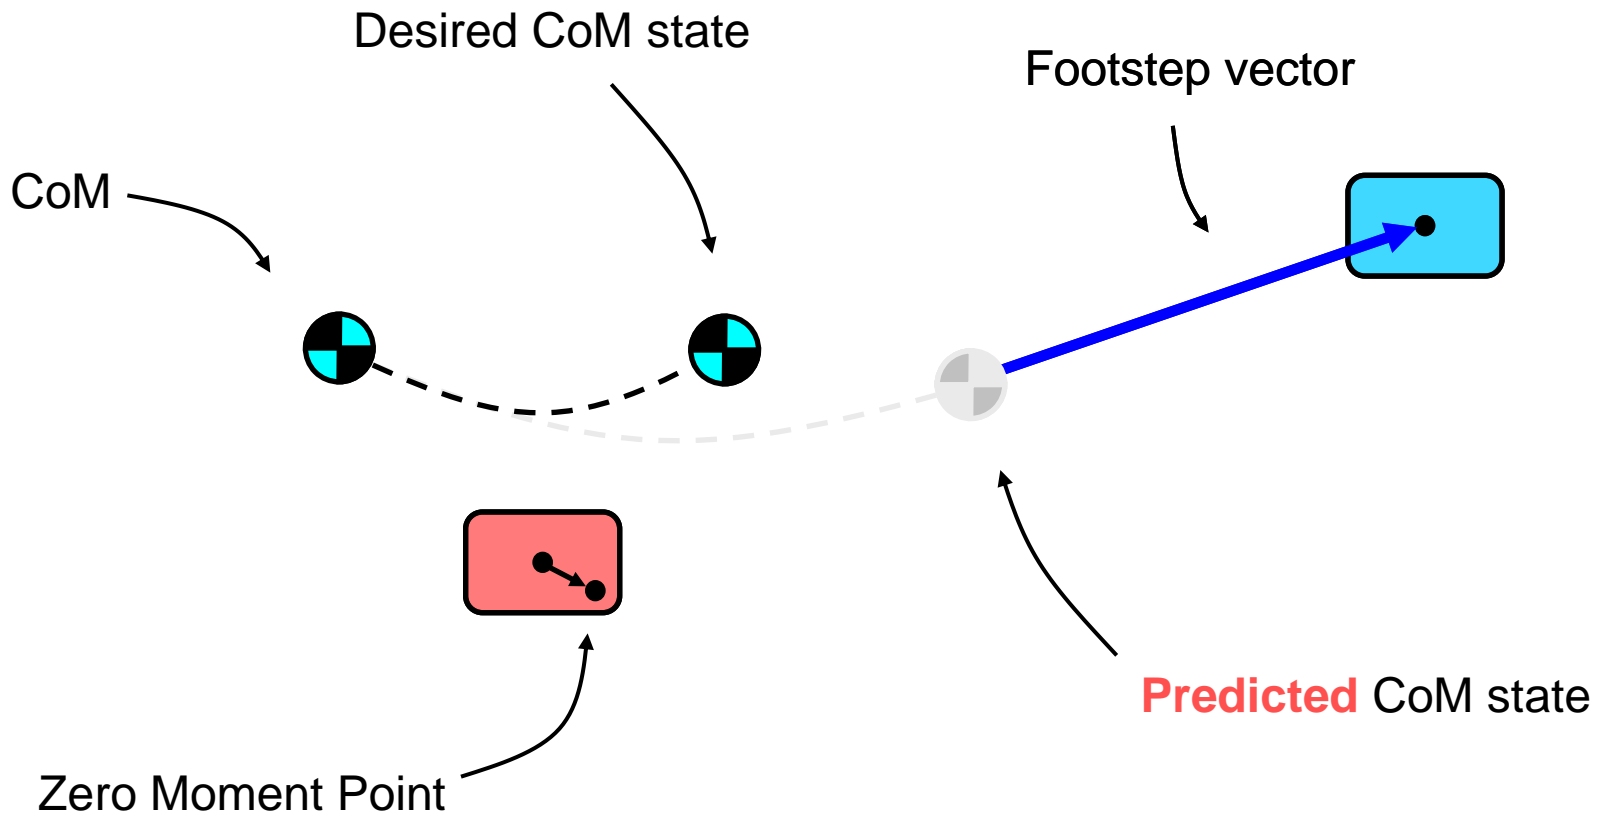 Desired CoM state
Footstep vector
CoM
Predicted CoM state
Zero Moment Point